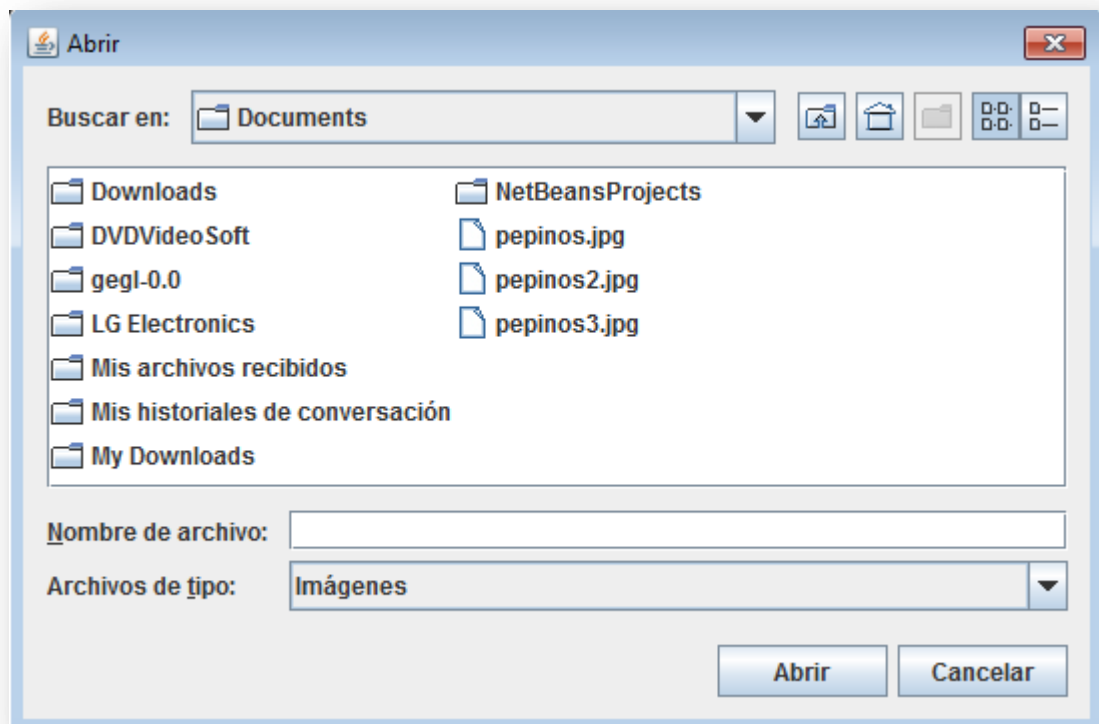 Abrir
Buscar en: Documents
Downloads
DVDVideoSoft
gegl-0.0
LG Electronics
Mis archivos recibidos
Mis historiales de conversación
My Downloads
NetBeansProjects
pepinos.jpg
pepinos2.jpg
pepinos3.jpg
Nombre de archivo:
Archivos de tipo: Imágenes
Abrir Cancelar